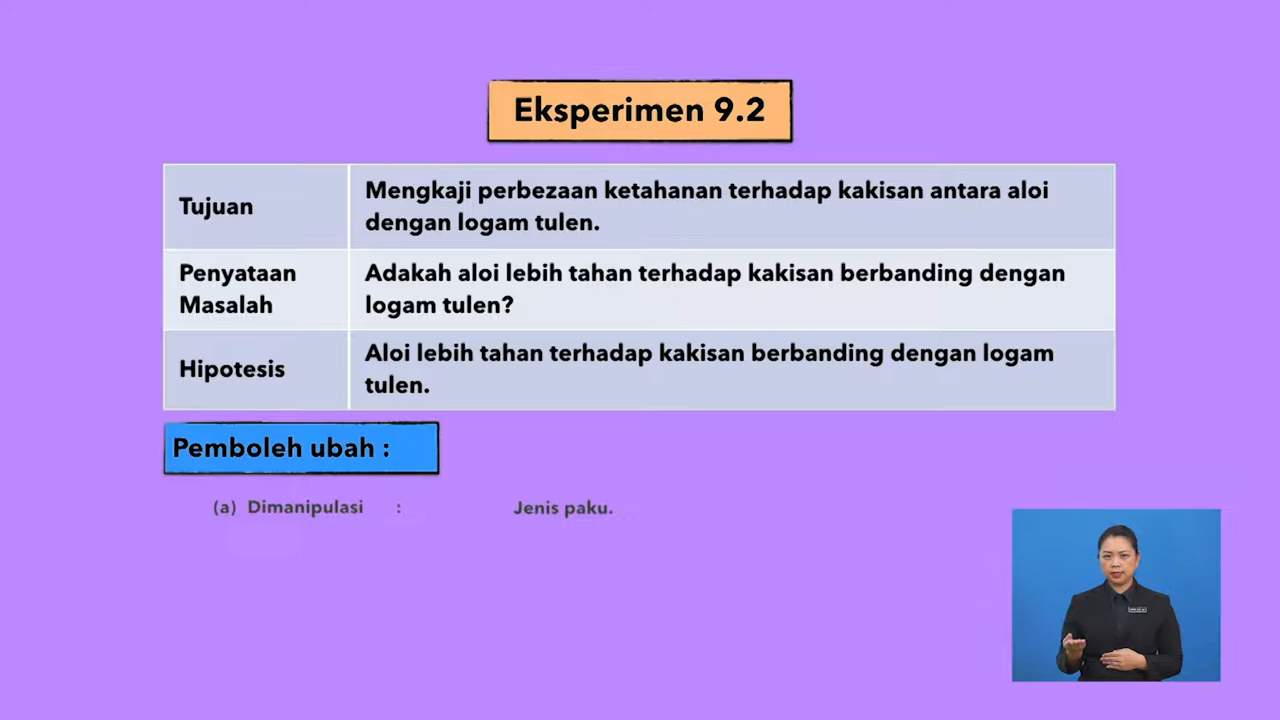 Eksperimen 9.2
Tujuan
Mengkaji perbezaan ketahanan terhadap kakisan antara aloi
dengan logam tulen.
Penyataan
Masalah
Adakah aloi lebih tahan terhadap kakisan berbanding dengan
logam tulen?
Hipotesis
Aloi lebih tahan terhadap kakisan berbanding dengan logam
tulen.
Pemboleh ubah :
(a) Dimanipulasi : Jenis paku.